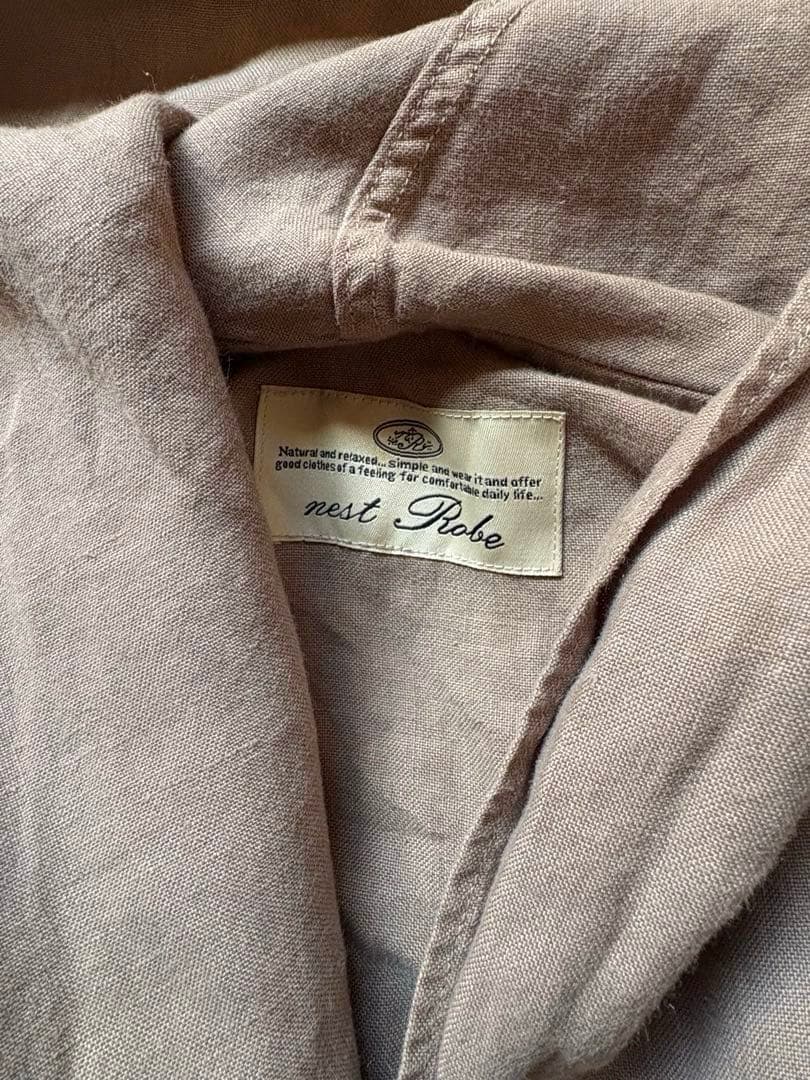 Natural and relaxed... simple and wear it and offer
good clothes of a feeling for comfortable daily life...
nest Robe